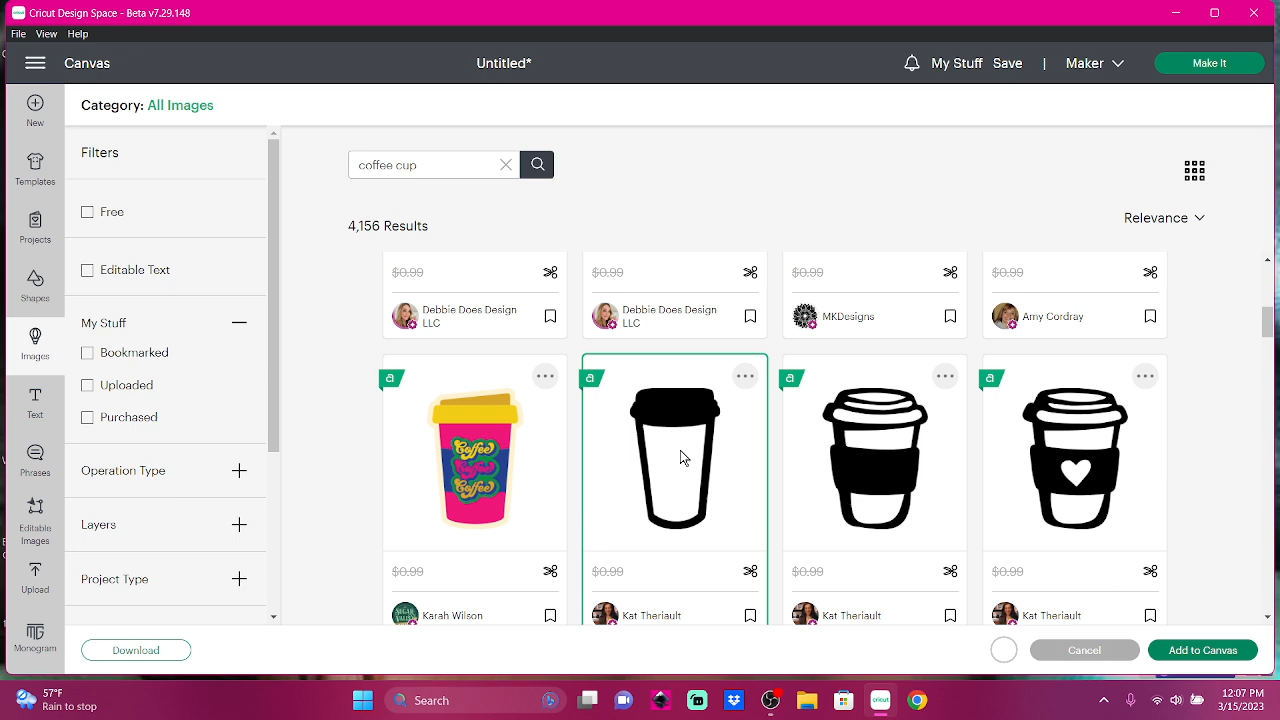 Cricut Design Space - Beta v7.29.148
File View Help
Canvas
Untitled*
My Stuff Save | Maker
Make It
New
Templates
Projects
Shapes
Images
Text
Phrases
Editable Images
Upload
Monogram
Category: All Images
Filters
Free
Editable Text
My Stuff
Bookmarked
Uploaded
Purchased
Operation Type
Layers
Project Type
coffee cup
4,156 Results
Relevance
$0.99 $0.99 $0.99 $0.99
Debbie Does Design LLC
Debbie Does Design LLC
MKDesigns
Amy Cordray
a a a a
Coffee
Coffee
Coffee
$0.99 $0.99 $0.99 $0.99
Karah Wilson
Kat Theriault
Kat Theriault
Kat Theriault
Download
Cancel
Add to Canvas
57°F
Rain to stop
Search
cricut
12:07 PM
3/15/2023